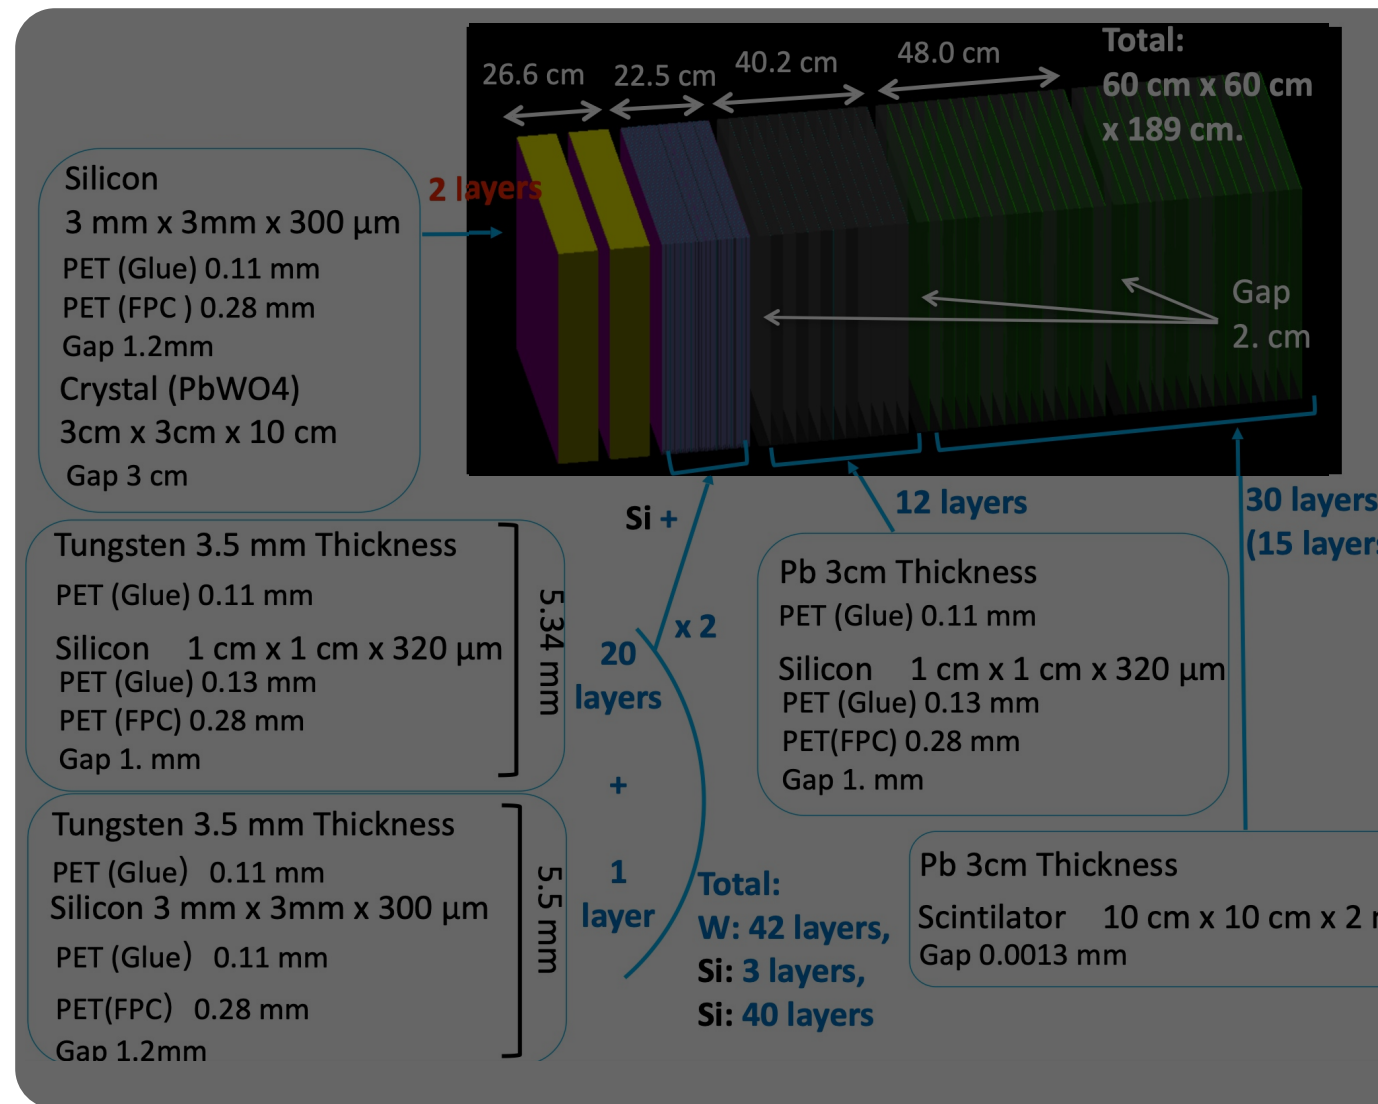 26.6 cm
22.5 cm
40.2 cm
48.0 cm
Total:
60 cm x 60 cm
x 189 cm.
Silicon
3 mm x 3mm x 300 μm
PET (Glue) 0.11 mm
PET (FPC ) 0.28 mm
Gap 1.2mm
Crystal (PbWO4)
3cm x 3cm x 10 cm
Gap 3 cm
2 layers
Gap
2. cm
Si +
12 layers
30 layers
Tungsten 3.5 mm Thickness
PET (Glue) 0.11 mm
Silicon 1 cm x 1 cm x 320 μm
PET (Glue) 0.13 mm
PET (FPC) 0.28 mm
Gap 1. mm
5.34 mm
x 2
20
layers
+
1
layer
Tungsten 3.5 mm Thickness
PET (Glue) 0.11 mm
Silicon 3 mm x 3mm x 300 μm
PET (Glue) 0.11 mm
PET(FPC) 0.28 mm
Gap 1.2mm
5.5 mm
Total:
W: 42 layers,
Si: 3 layers,
Si: 40 layers
Pb 3cm Thickness
PET (Glue) 0.11 mm
Silicon 1 cm x 1 cm x 320 μm
PET (Glue) 0.13 mm
PET(FPC) 0.28 mm
Gap 1. mm
(15
Pb 3cm Thickness
Scintilator 10 cm x 10 cm x 2
Gap 0.0013 mm